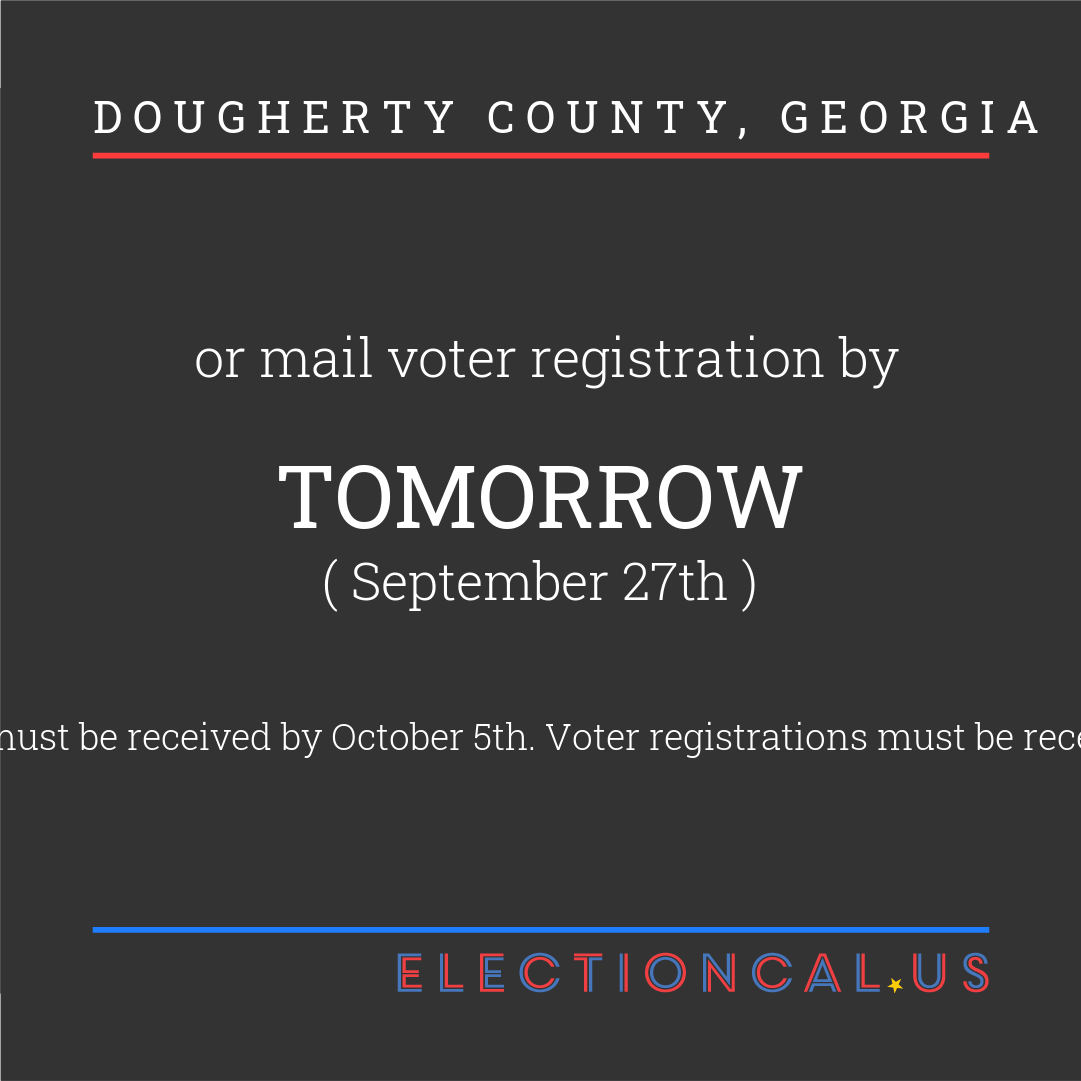 DOUGHERTY COUNTY, GEORGIA
or mail voter registration by
TOMORROW
( September 27th )
must be received by October 5th. Voter registrations must be
ELECTIONCAL.US